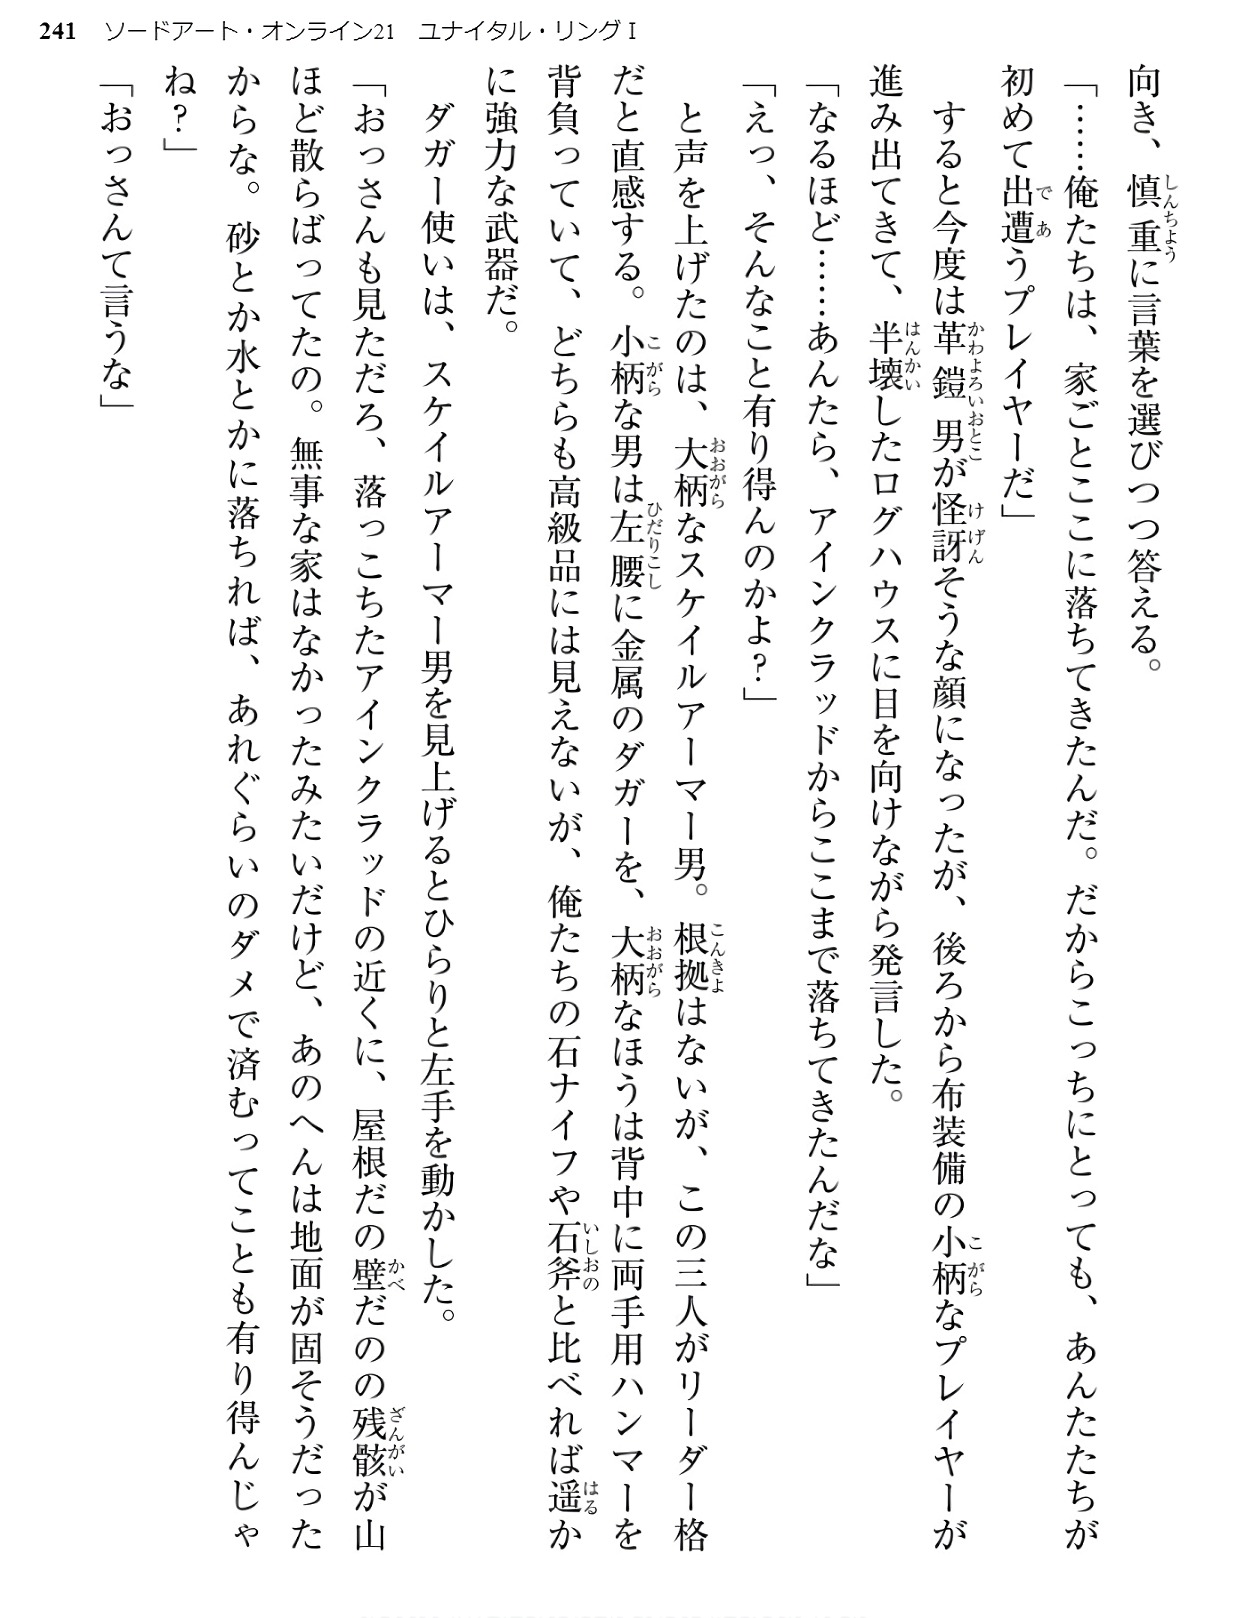 241 ソードアート・オンライン21 ユナイタル・リングⅠ
向き、慎重に言葉を選びつつ答える。
「……俺たちは、家ごとここに落ちてきたんだ。だからこっちにとっても、あんたたちが
初めて出遭うプレイヤーだ」
　すると今度は革鎧男が怪訝そうな顔になったが、後ろから布装備の小柄なプレイヤーが
進み出てきて、半壊したログハウスに目を向けながら発言した。
「なるほど……あんたら、アインクラッドからここまで落ちてきたんだな」
「えっ、そんなこと有り得んのかよ？」
　と声を上げたのは、大柄なスケイルアーマー男。根拠はないが、この三人がリーダー格
だと直感する。小柄な男は左腰に金属のダガーを、大柄なほうは背中に両手用ハンマーを
背負っていて、どちらも高級品には見えないが、俺たちの石ナイフや石斧と比べれば遥か
に強力な武器だ。
　ダガー使いは、スケイルアーマー男を見上げるとひらりと左手を動かした。
「おっさんも見ただろ、落っこちたアインクラッドの近くに、屋根だの壁だのの残骸が山
ほど散らばってたの。無事な家はなかったみたいだけど、あのへんは地面が固そうだった
からな。砂とか水とかに落ちれば、あれぐらいのダメで済むってことも有り得んじゃ
ね？」
「おっさんて言うな」